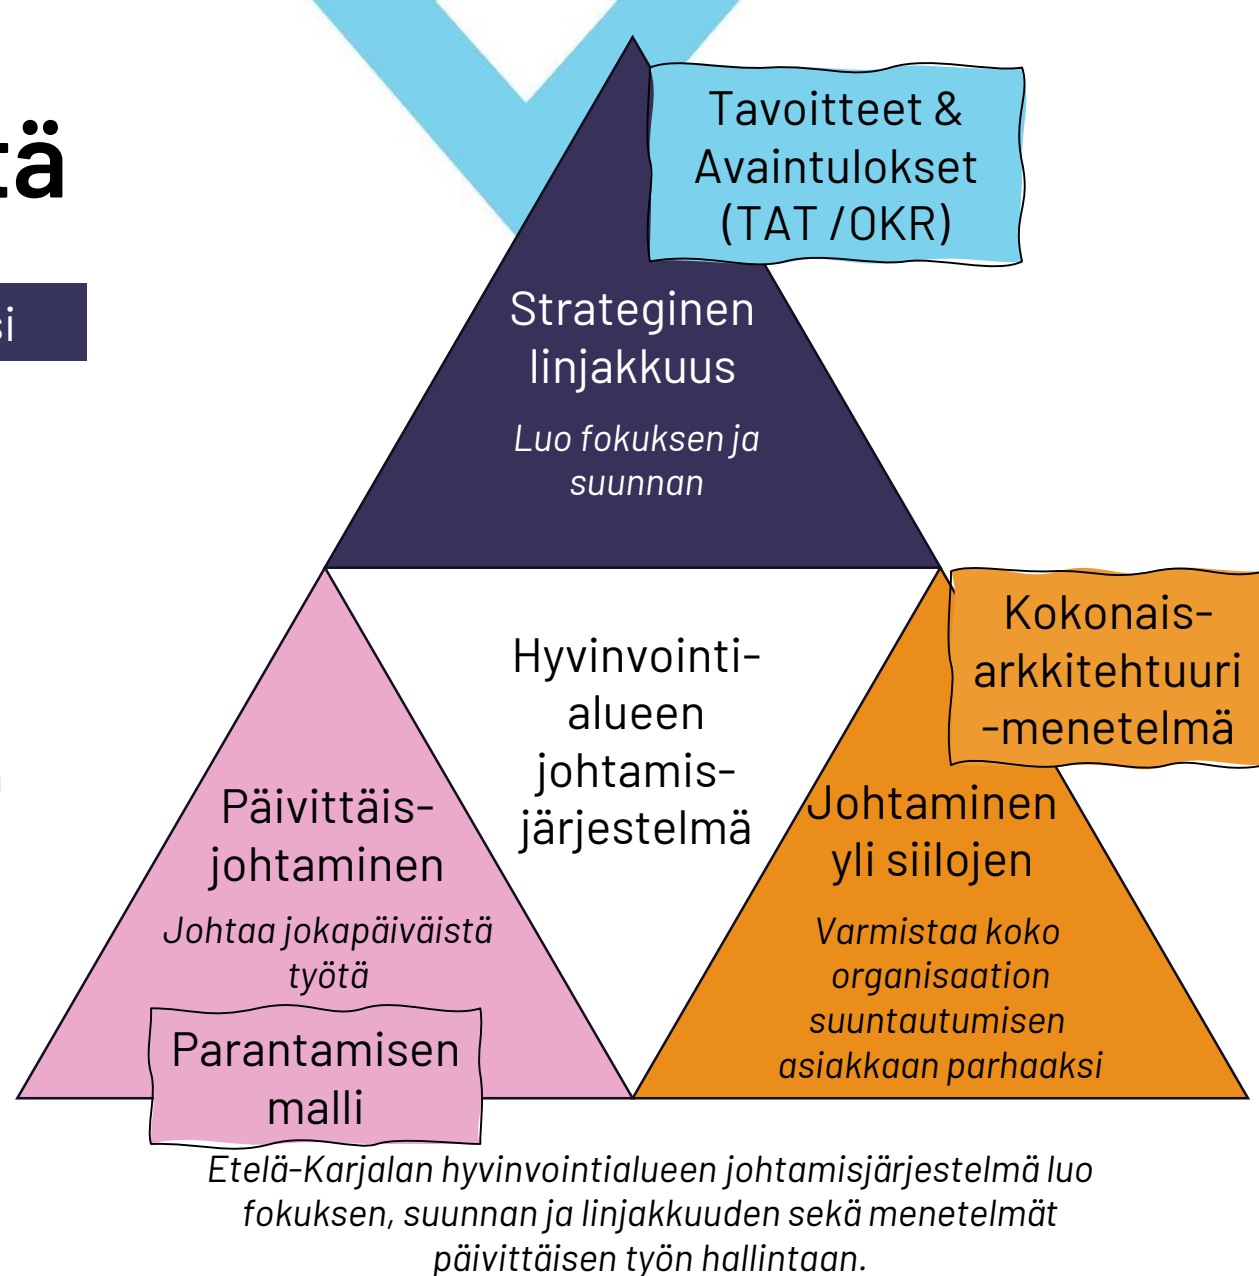 tä
si
Tavoitteet &
Avaintulokset
(TAT /OKR)
Strateginen
linjakkuus
Luo fokuksen ja
suunnan
Kokonais-
arkkitehtuuri
-menetelmä
Hyvinvointi-
alueen
johtamis-
järjestelmä
Päivittäis-
johtaminen
Johtaa jokapäiväistä
työtä
Parantamisen
malli
Johtaminen
yli siilojen
Varmistaa koko
organisaation
suuntautumisen
asiakkaan parhaaksi
Etelä-Karjalan hyvinvointialueen johtamisjärjestelmä luo
fokuksen, suunnan ja linjakkuuden sekä menetelmät
päivittäisen työn hallintaan.